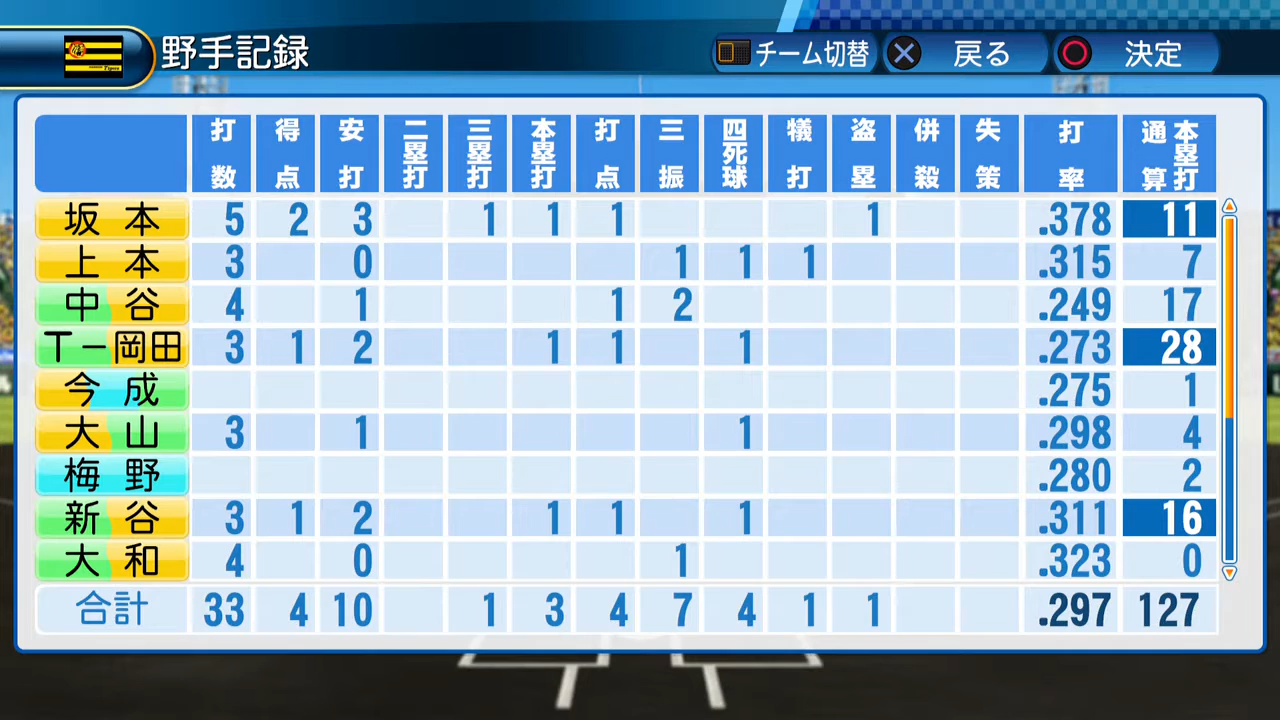 野手記録 チーム切替 戻る 決定
打数 得点 安打 二塁打 三塁打 本塁打 打点 三振 四死球 犠打 盗塁 併殺 失策 打率 通算本塁打
坂本 5 2 3 1 1 1 1 .378 11
上本 3 0 1 1 1 .315 7
中谷 4 1 1 2 .249 17
T－岡田 3 1 2 1 1 1 .273 28
今成 .275 1
大山 3 1 1 .298 4
梅野 .280 2
新谷 3 1 2 1 1 1 .311 16
大和 4 0 1 .323 0
合計 33 4 10 1 3 4 7 4 1 1 .297 127